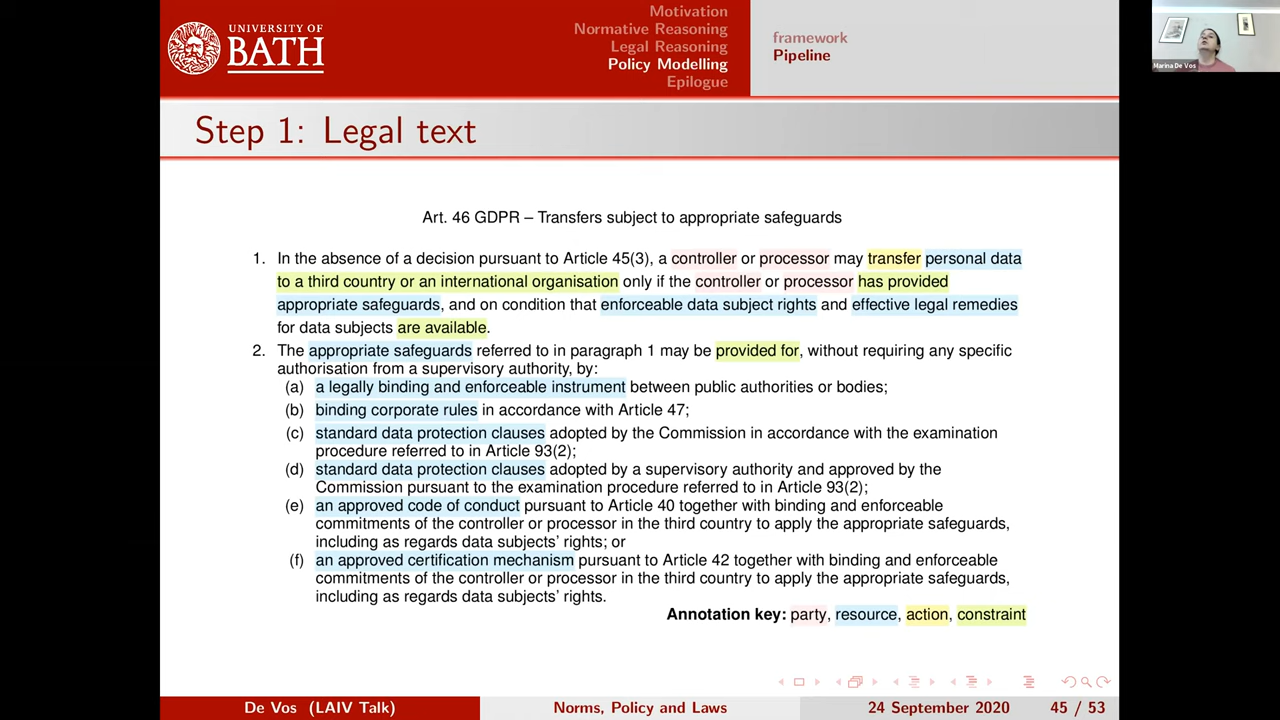 UNIVERSITY OF
BATH
Motivation
Normative Reasoning
Legal Reasoning
Policy Modelling
Epilogue
framework
Pipeline
Marina De Vos
Step 1: Legal text
Art. 46 GDPR – Transfers subject to appropriate safeguards
1. In the absence of a decision pursuant to Article 45(3), a controller or processor may transfer personal data
to a third country or an international organisation only if the controller or processor has provided
appropriate safeguards, and on condition that enforceable data subject rights and effective legal remedies
for data subjects are available.
2. The appropriate safeguards referred to in paragraph 1 may be provided for, without requiring any specific
authorisation from a supervisory authority, by:
(a) a legally binding and enforceable instrument between public authorities or bodies;
(b) binding corporate rules in accordance with Article 47;
(c) standard data protection clauses adopted by the Commission in accordance with the examination
procedure referred to in Article 93(2);
(d) standard data protection clauses adopted by a supervisory authority and approved by the
Commission pursuant to the examination procedure referred to in Article 93(2);
(e) an approved code of conduct pursuant to Article 40 together with binding and enforceable
commitments of the controller or processor in the third country to apply the appropriate safeguards,
including as regards data subjects' rights; or
(f) an approved certification mechanism pursuant to Article 42 together with binding and enforceable
commitments of the controller or processor in the third country to apply the appropriate safeguards,
including as regards data subjects' rights.
Annotation key: party, resource, action, constraint
De Vos (LAIV Talk)
Norms, Policy and Laws
24 September 2020
45 / 53